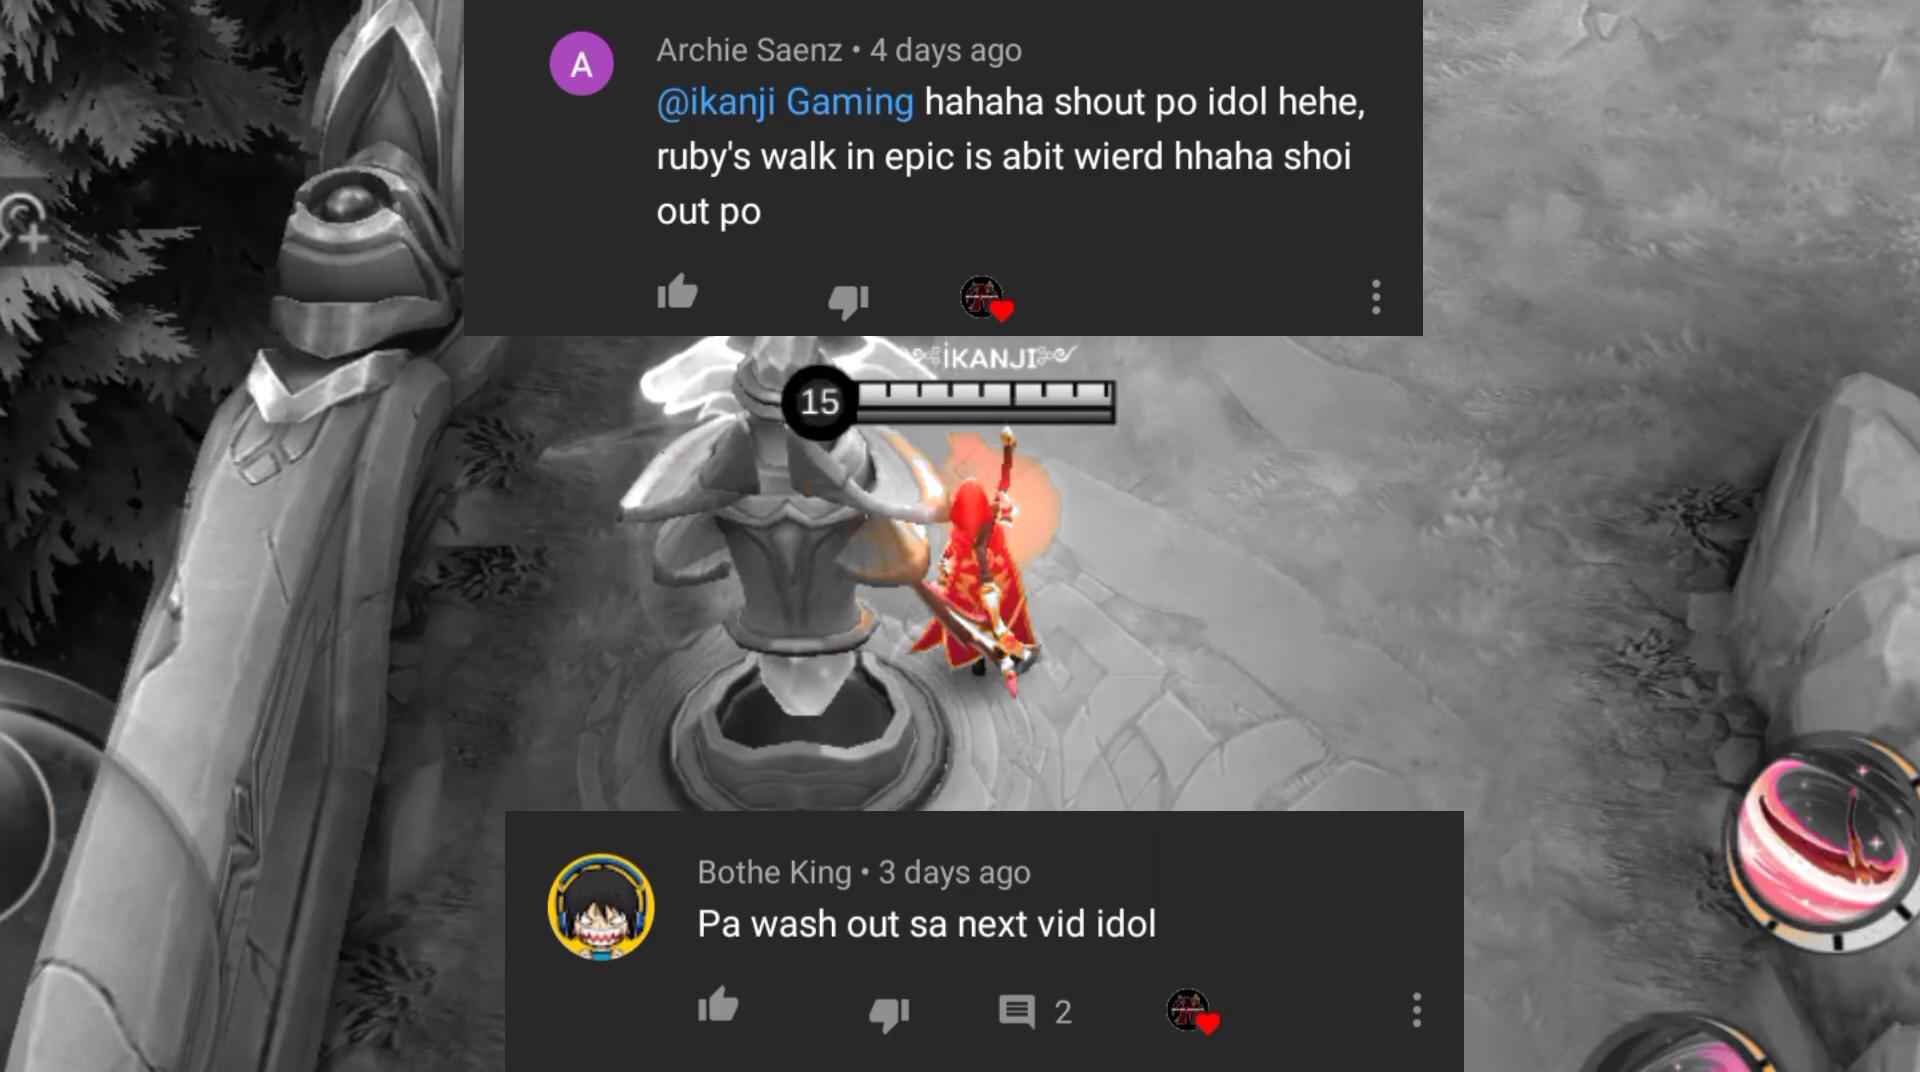 Archie Saenz • 4 days ago
A
@ikanji Gaming hahaha shout po idol hehe,
ruby's walk in epic is abit wierd hhaha shoi
out po
İKANJI
15
Bothe King • 3 days ago
Pa wash out sa next vid idol
2